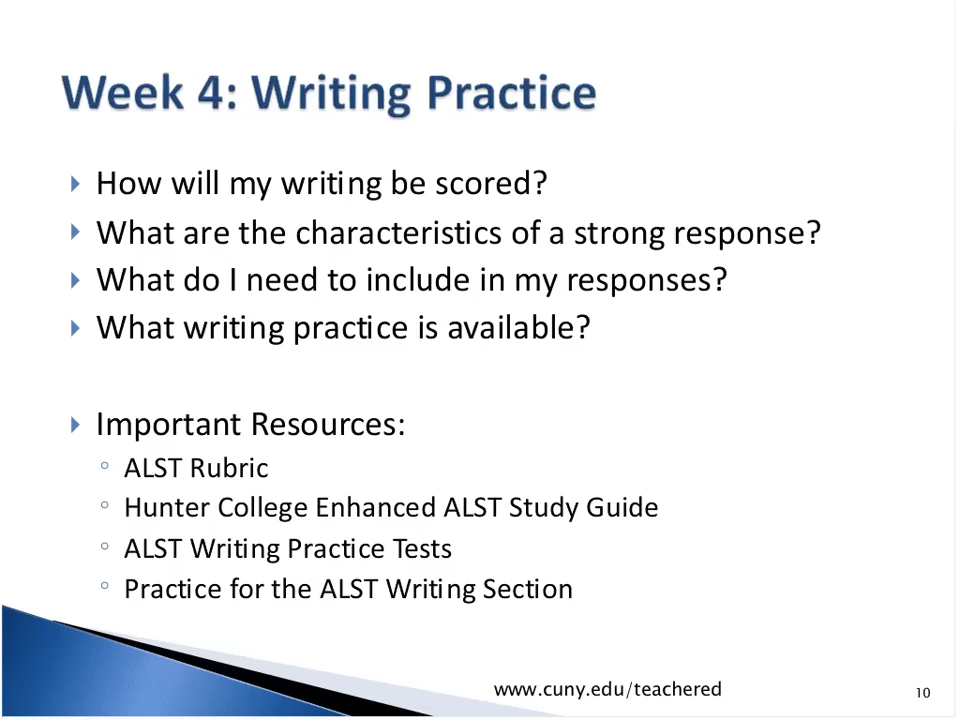 Week 4: Writing Practice
How will my writing be scored?
What are the characteristics of a strong response?
What do I need to include in my responses?
What writing practice is available?
Important Resources:
ALST Rubric
Hunter College Enhanced ALST Study Guide
ALST Writing Practice Tests
Practice for the ALST Writing Section
www.cuny.edu/teachered
10